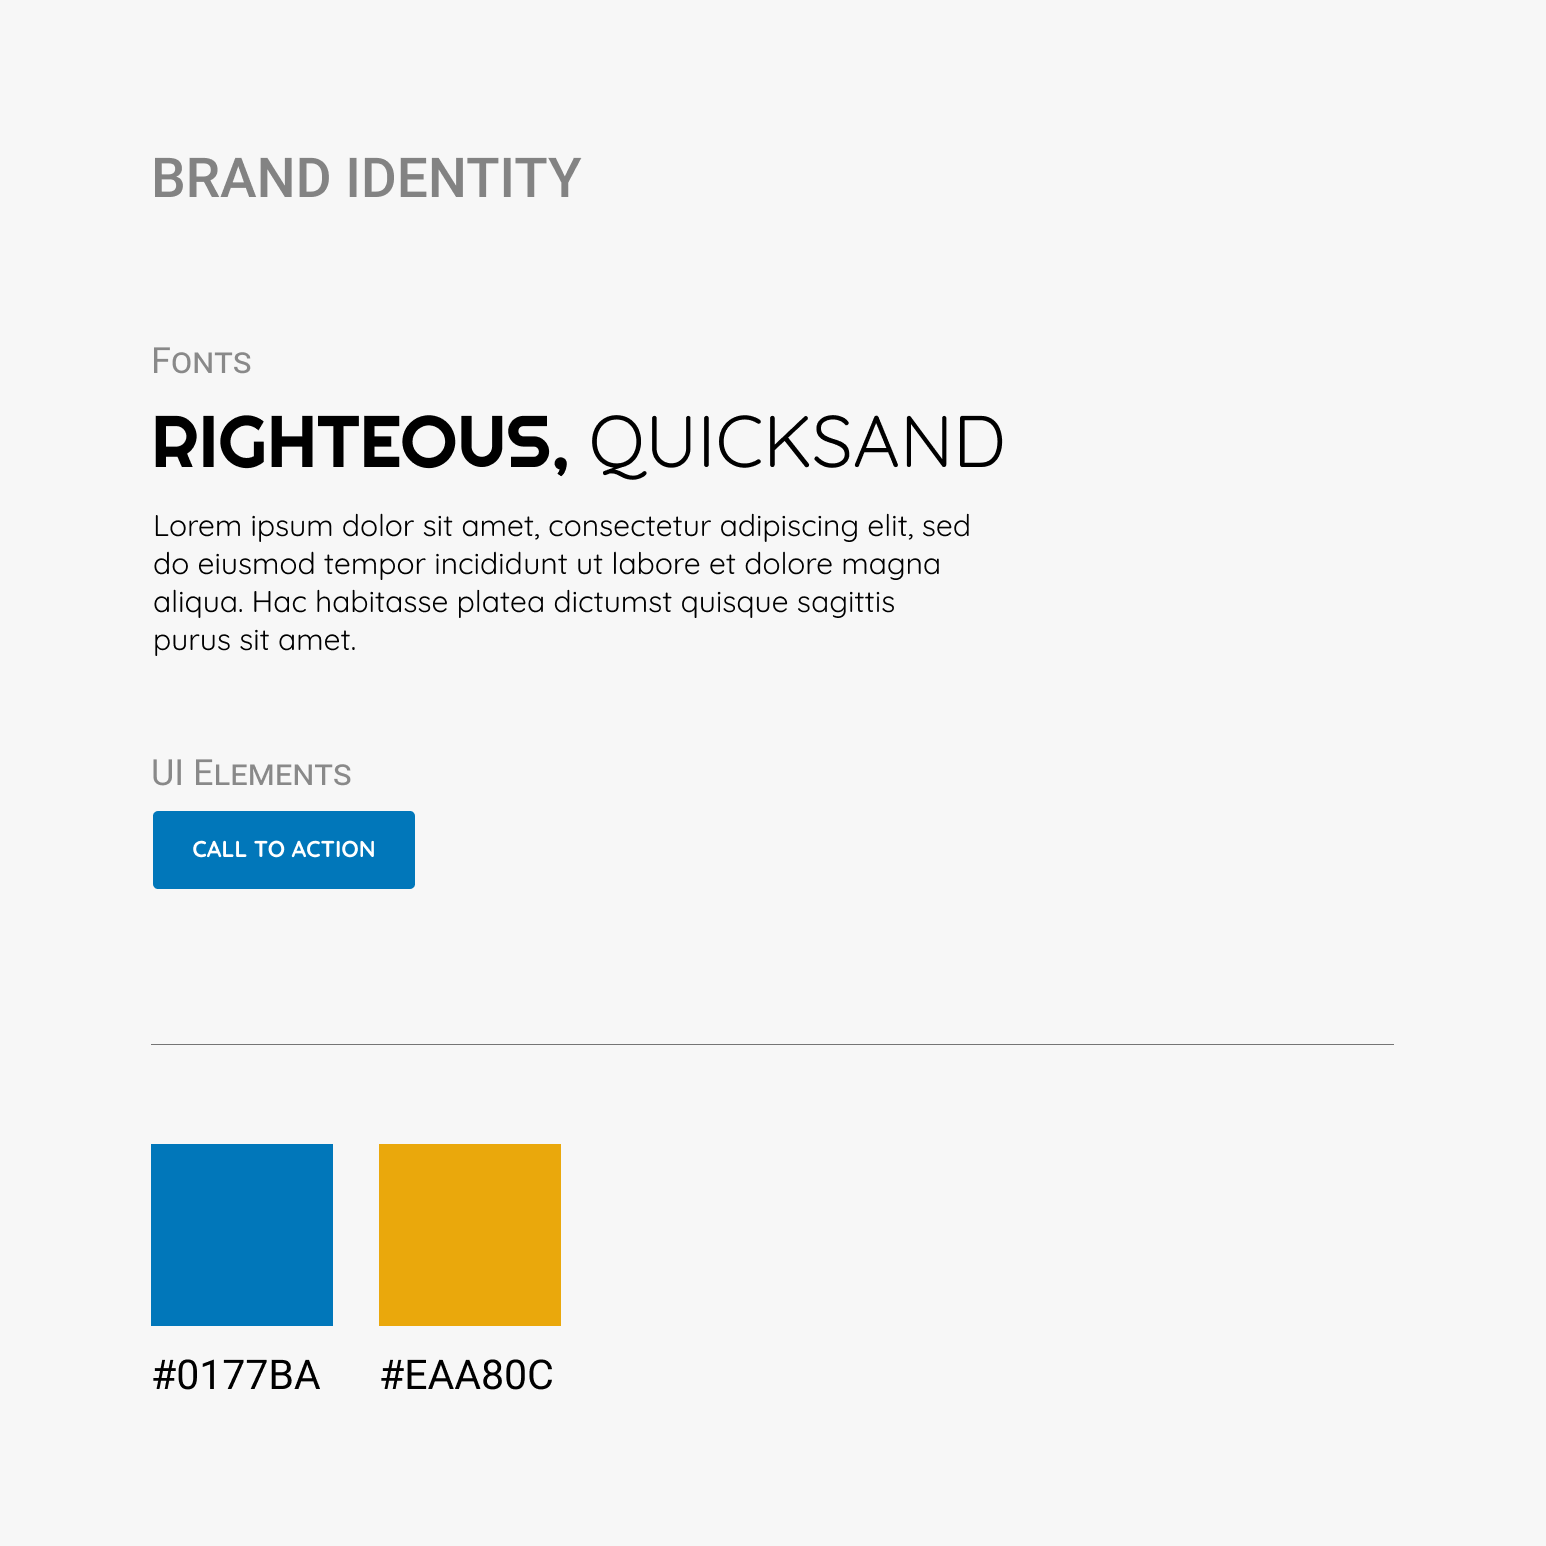 BRAND IDENTITY
Fonts
RIGHTEOUS, QUICKSAND
Lorem ipsum dolor sit amet, consectetur adipiscing elit, sed
do eiusmod tempor incididunt ut labore et dolore magna
aliqua. Hac habitasse platea dictumst quisque sagittis
purus sit amet.
UI Elements
CALL TO ACTION
#0177BA #EAA80C